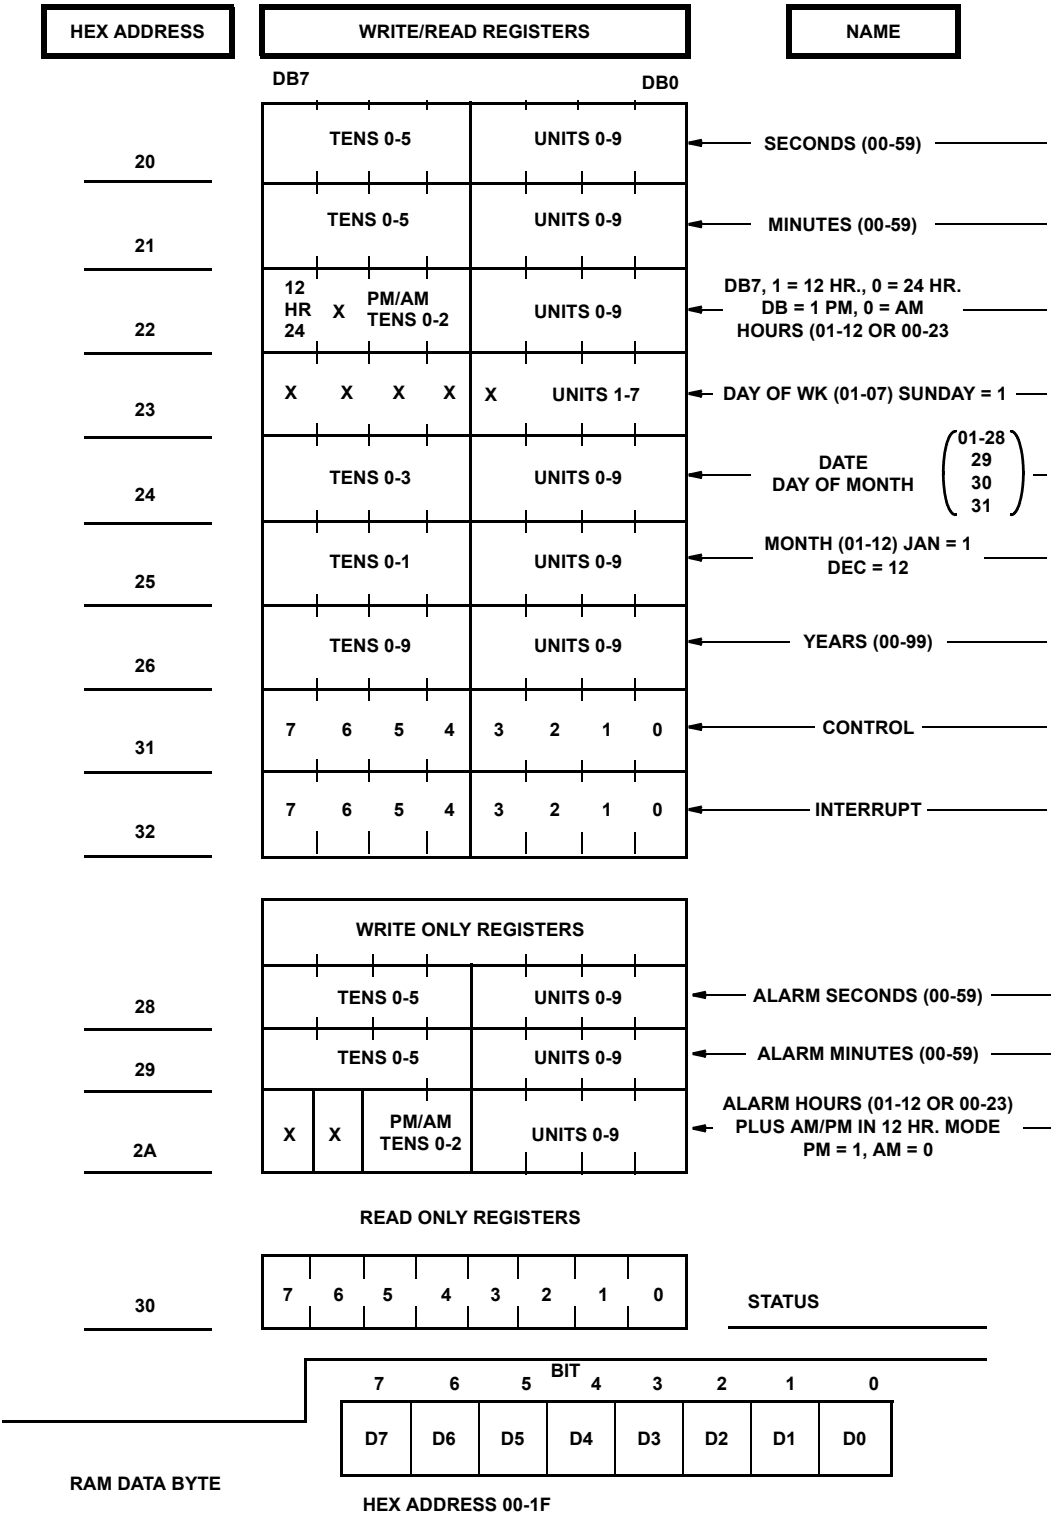 HEX ADDRESS WRITE/READ REGISTERS NAME
DB7 DB0
20 TENS 0-5 UNITS 0-9 SECONDS (00-59)
21 TENS 0-5 UNITS 0-9 MINUTES (00-59)
22
12
HR
24
X
PM/AM
TENS 0-2
UNITS 0-9
DB7, 1 = 12 HR., 0 = 24 HR.
DB = 1 PM, 0 = AM
HOURS (01-12 OR 00-23
23 X X X X X UNITS 1-7 DAY OF WK (01-07) SUNDAY = 1
24 TENS 0-3 UNITS 0-9
DATE
DAY OF MONTH
01-28
29
30
31
25 TENS 0-1 UNITS 0-9
MONTH (01-12) JAN = 1
DEC = 12
26 TENS 0-9 UNITS 0-9 YEARS (00-99)
31 7 6 5 4 3 2 1 0 CONTROL
32 7 6 5 4 3 2 1 0 INTERRUPT
WRITE ONLY REGISTERS
28 TENS 0-5 UNITS 0-9 ALARM SECONDS (00-59)
29 TENS 0-5 UNITS 0-9 ALARM MINUTES (00-59)
2A X X
PM/AM
TENS 0-2
UNITS 0-9
ALARM HOURS (01-12 OR 00-23)
PLUS AM/PM IN 12 HR. MODE
PM = 1, AM = 0
READ ONLY REGISTERS
30 7 6 5 4 3 2 1 0 STATUS
BIT
7 6 5 4 3 2 1 0
D7 D6 D5 D4 D3 D2 D1 D0
RAM DATA BYTE
HEX ADDRESS 00-1F